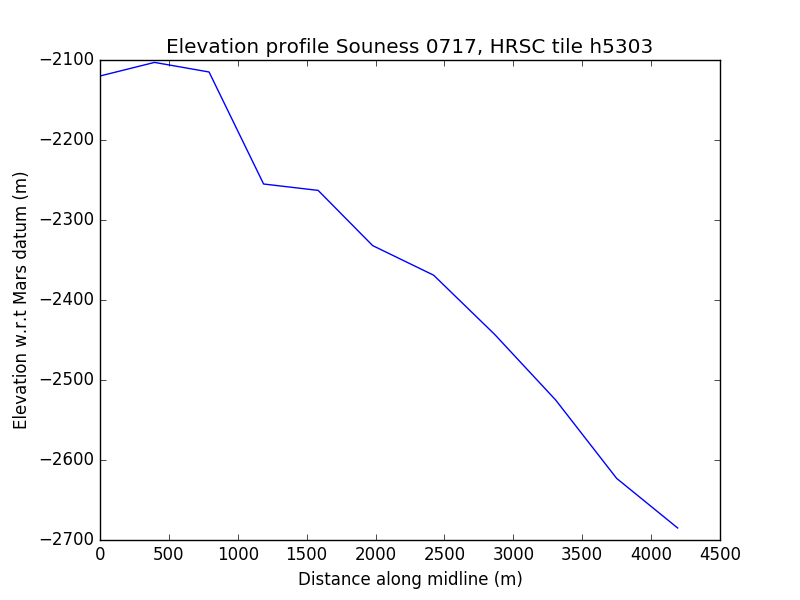 Elevation profile Souness 0717, HRSC tile h5303
−2100
−2200
−2300
−2400
−2500
−2600
−2700
Elevation w.r.t Mars datum (m)
0 500 1000 1500 2000 2500 3000 3500 4000 4500
Distance along midline (m)